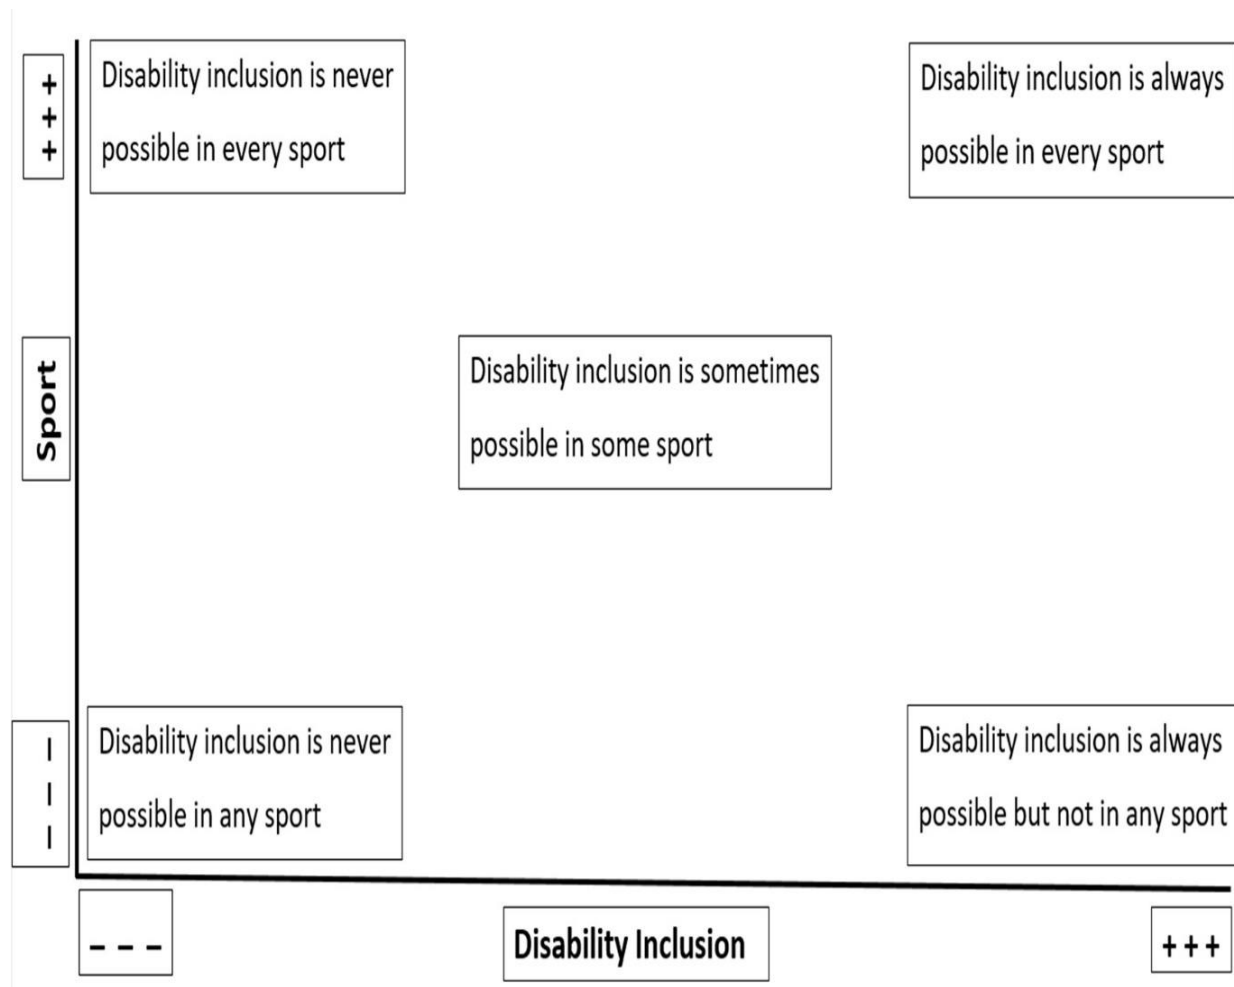 + + +
Disability inclusion is never
possible in every sport
Disability inclusion is always
possible in every sport
Sport
Disability inclusion is sometimes
possible in some sport
– – –
Disability inclusion is never
possible in any sport
Disability inclusion is always
possible but not in any sport
– – –
Disability Inclusion
+ + +